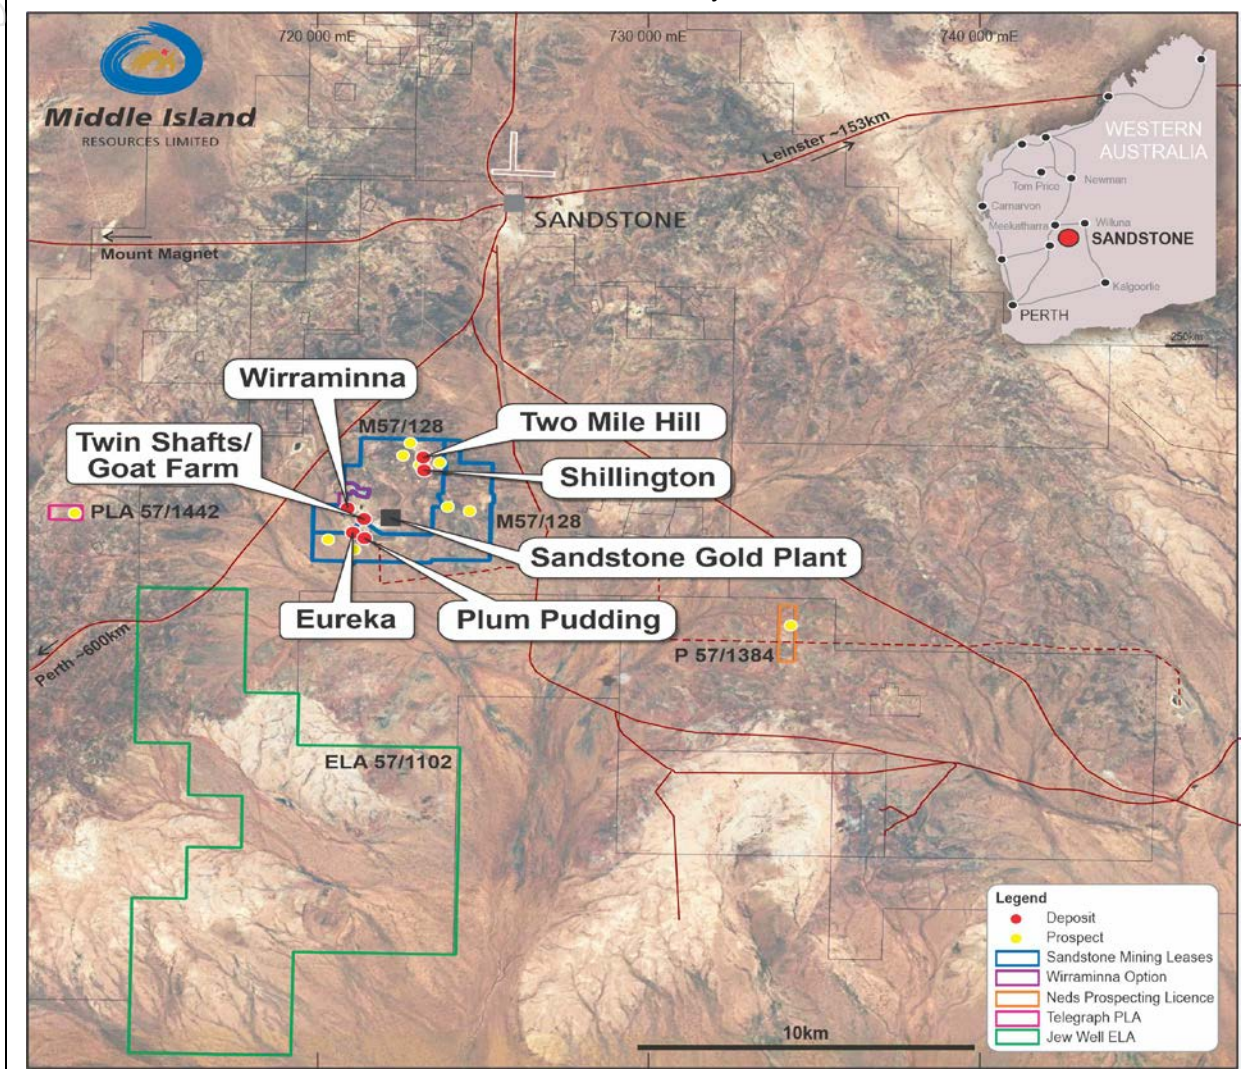 720 000 mE
730 000 mE
740 000 mE
Middle Island
RESOURCES LIMITED
Leinster ~153km
SANDSTONE
Mount Magnet
WESTERN
AUSTRALIA
Tom Price
Newman
Carnarvon
Meekatharra
Wiluna
SANDSTONE
Kalgoorlie
PERTH
250km
Wirraminna
M57/128
Two Mile Hill
Twin Shafts/
Goat Farm
Shillington
PLA 57/1442
M57/128
Sandstone Gold Plant
Eureka
Plum Pudding
Perth ~600km
P 57/1384
ELA 57/1102
10km
Legend
Deposit
Prospect
Sandstone Mining Leases
Wirraminna Option
Neds Prospecting Licence
Telegraph PLA
Jew Well ELA